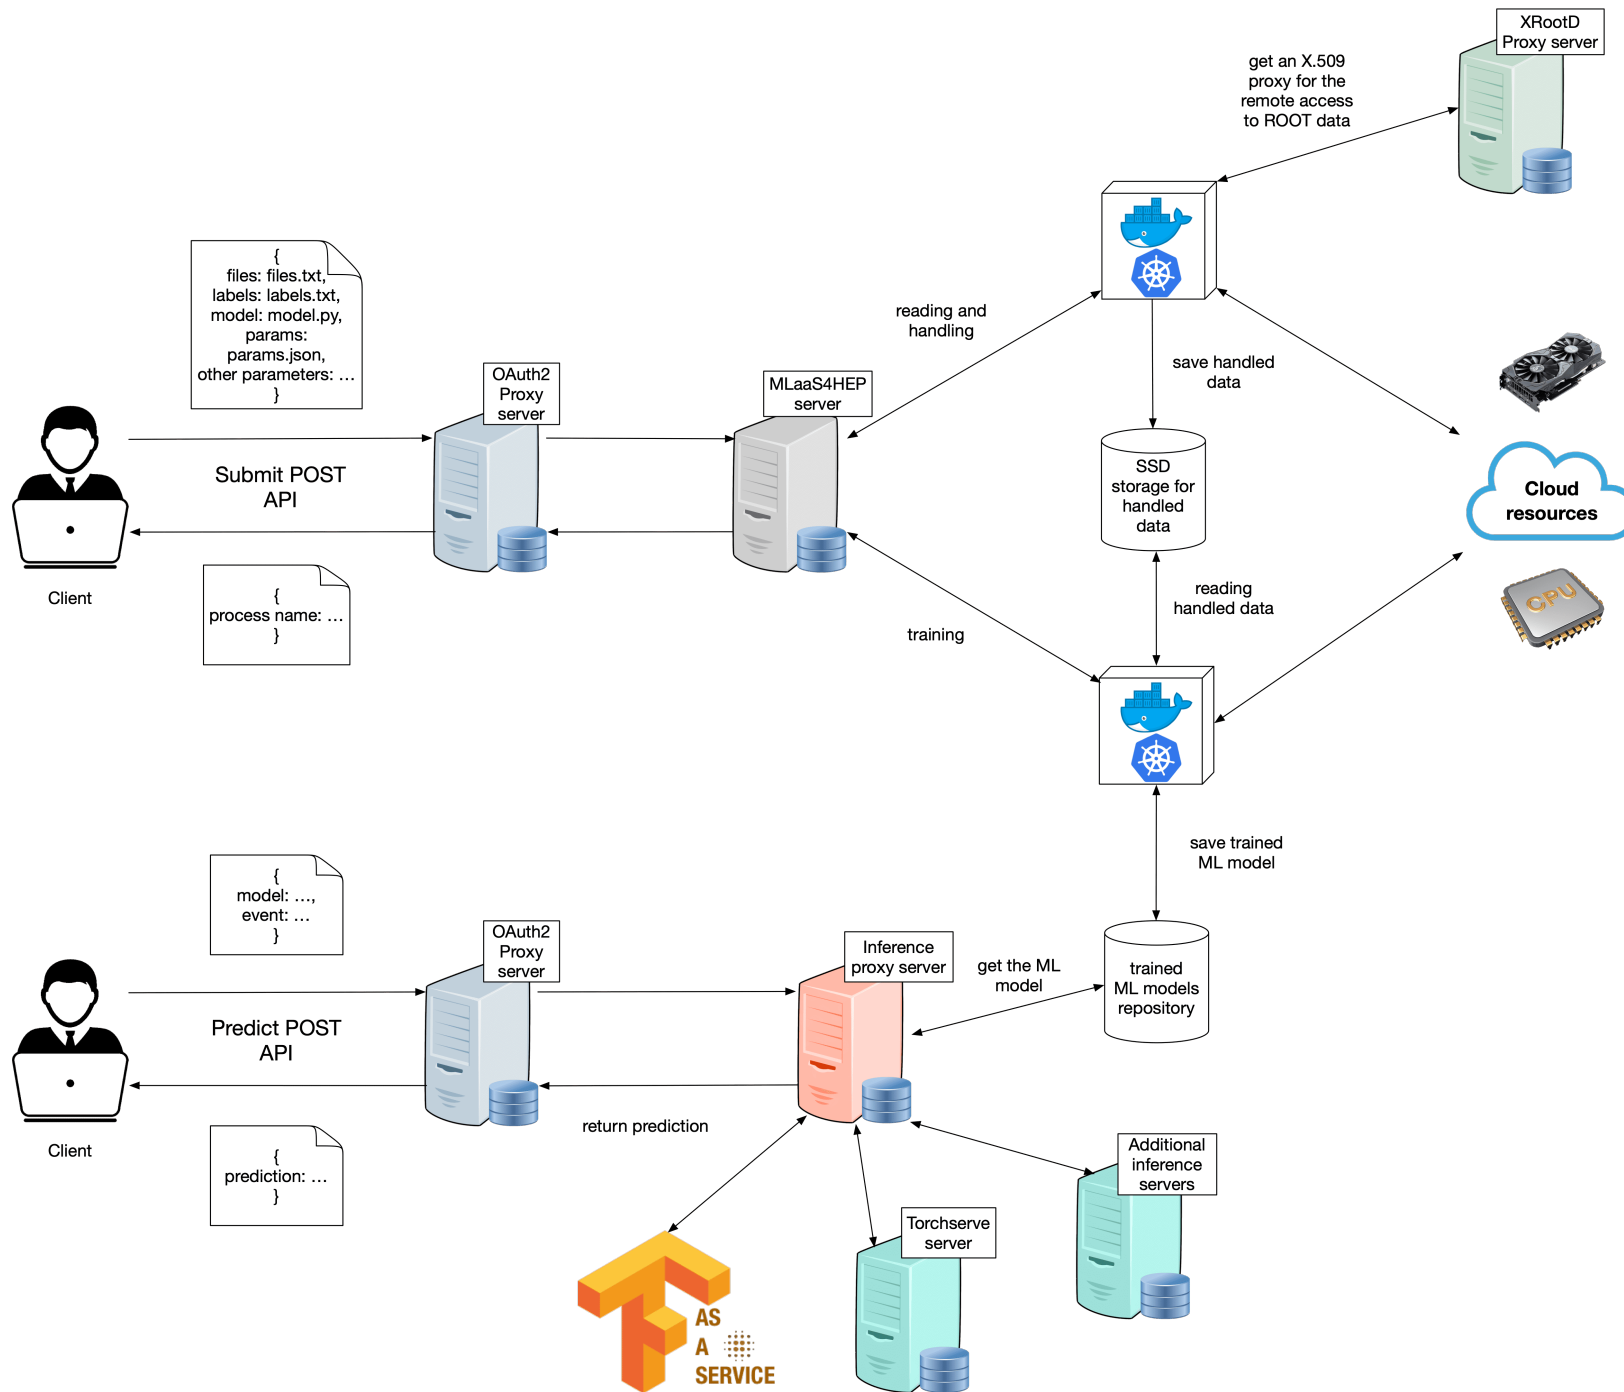 XRootD
Proxy server
get an X.509
proxy for the
remote access
to ROOT data
{
files: files.txt,
labels: labels.txt,
model: model.py,
params:
params.json,
other parameters: …
}
reading and
handling
OAuth2
Proxy
server
MLaaS4HEP
server
save handled
data
Submit POST
API
SSD
storage for
handled
data
Cloud
resources
Client
{
process name: …
}
reading
handled data
CPU
training
save trained
ML model
{
model: …,
event: …
}
OAuth2
Proxy
server
Inference
proxy server
get the ML
model
trained
ML models
repository
Predict POST
API
return prediction
Client
{
prediction: …
}
Additional
inference
servers
Torchserve
server
AS
A
SERVICE